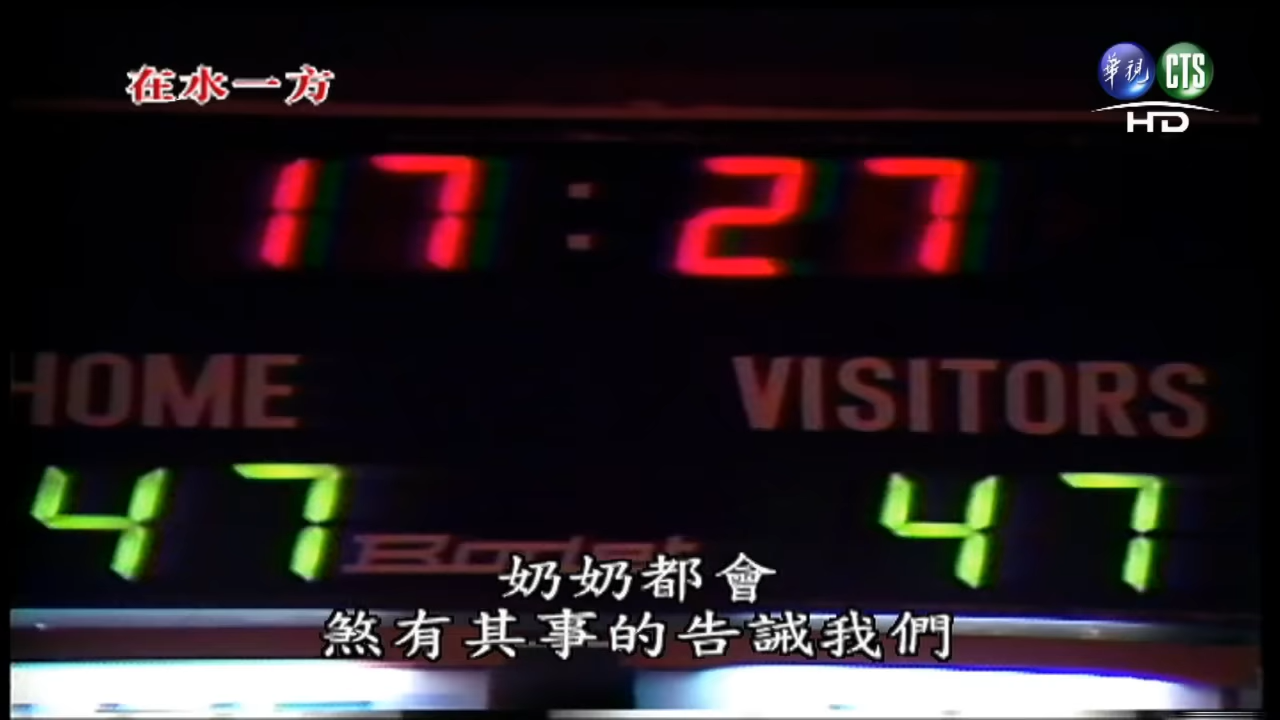 在水一方
華視 CTS
HD
17:27
HOME VISITORS
47 47
Bodet
奶奶都會
煞有其事的告誡我們